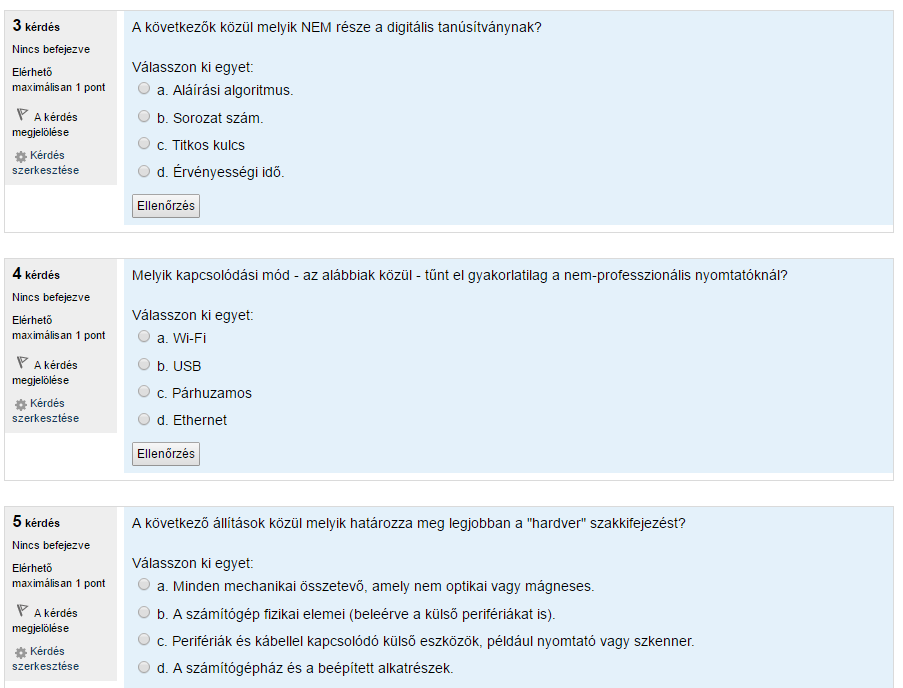 3 kérdés
Nincs befejezve
Elérhető
maximálisan 1 pont
A kérdés
megjelölése
Kérdés
szerkesztése
A következők közül melyik NEM része a digitális tanúsítványnak?
Válasszon ki egyet:
a. Aláírási algoritmus.
b. Sorozat szám.
c. Titkos kulcs
d. Érvényességi idő.
Ellenőrzés
4 kérdés
Nincs befejezve
Elérhető
maximálisan 1 pont
A kérdés
megjelölése
Kérdés
szerkesztése
Melyik kapcsolódási mód - az alábbiak közül - tűnt el gyakorlatilag a nem-professzionális nyomtatóknál?
Válasszon ki egyet:
a. Wi-Fi
b. USB
c. Párhuzamos
d. Ethernet
Ellenőrzés
5 kérdés
Nincs befejezve
Elérhető
maximálisan 1 pont
A kérdés
megjelölése
Kérdés
szerkesztése
A következő állítások közül melyik határozza meg legjobban a "hardver" szakkifejezést?
Válasszon ki egyet:
a. Minden mechanikai összetevő, amely nem optikai vagy mágneses.
b. A számítógép fizikai elemei (beleérve a külső perifériákat is).
c. Perifériák és kábellel kapcsolódó külső eszközök, például nyomtató vagy szkenner.
d. A számítógépház és a beépített alkatrészek.